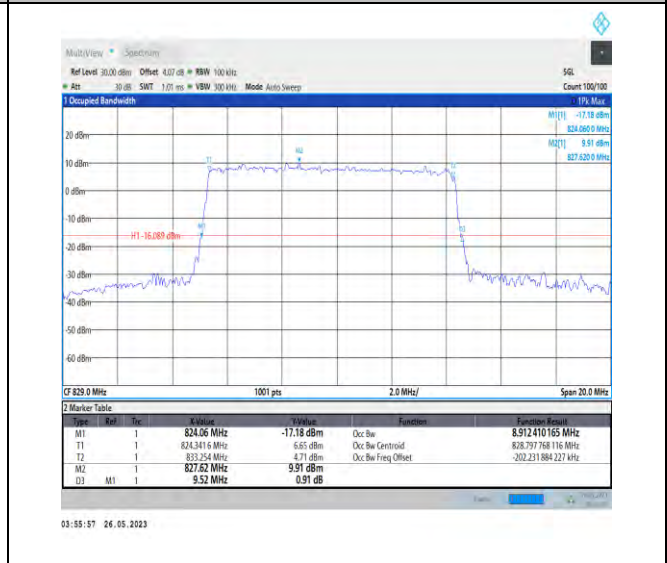 MultiView Spectrum
Ref Level 30.00 dBm Offset 4.07 dB RBW 100 kHz SGL
Att 30 dB SWT 1.01 ms VBW 300 kHz Mode Auto Sweep Count 100/100
1 Occupied Bandwidth 1Pk Max
M1[1] -17.18 dBm
824.060 0 MHz
M2[1] 9.91 dBm
827.620 0 MHz
20 dBm
M2
T1
10 dBm
0 dBm
-10 dBm
M1
D3
H1 -16.089 dBm
-20 dBm
-30 dBm
-40 dBm
-50 dBm
-60 dBm
CF 829.0 MHz 1001 pts 2.0 MHz/ Span 20.0 MHz
2 Marker Table
Type Ref Trc X-Value Y-Value Function Function Result
M1 1 824.06 MHz -17.18 dBm Occ Bw 8.912 410 165 MHz
T1 1 824.341 6 MHz 6.65 dBm Occ Bw Centroid 828.797 768 116 MHz
T2 1 833.254 MHz 4.71 dBm Occ Bw Freq Offset -202.231 884 227 kHz
M2 1 827.62 MHz 9.91 dBm
D3 M1 1 9.52 MHz 0.91 dB
03:55:57 26.05.2023